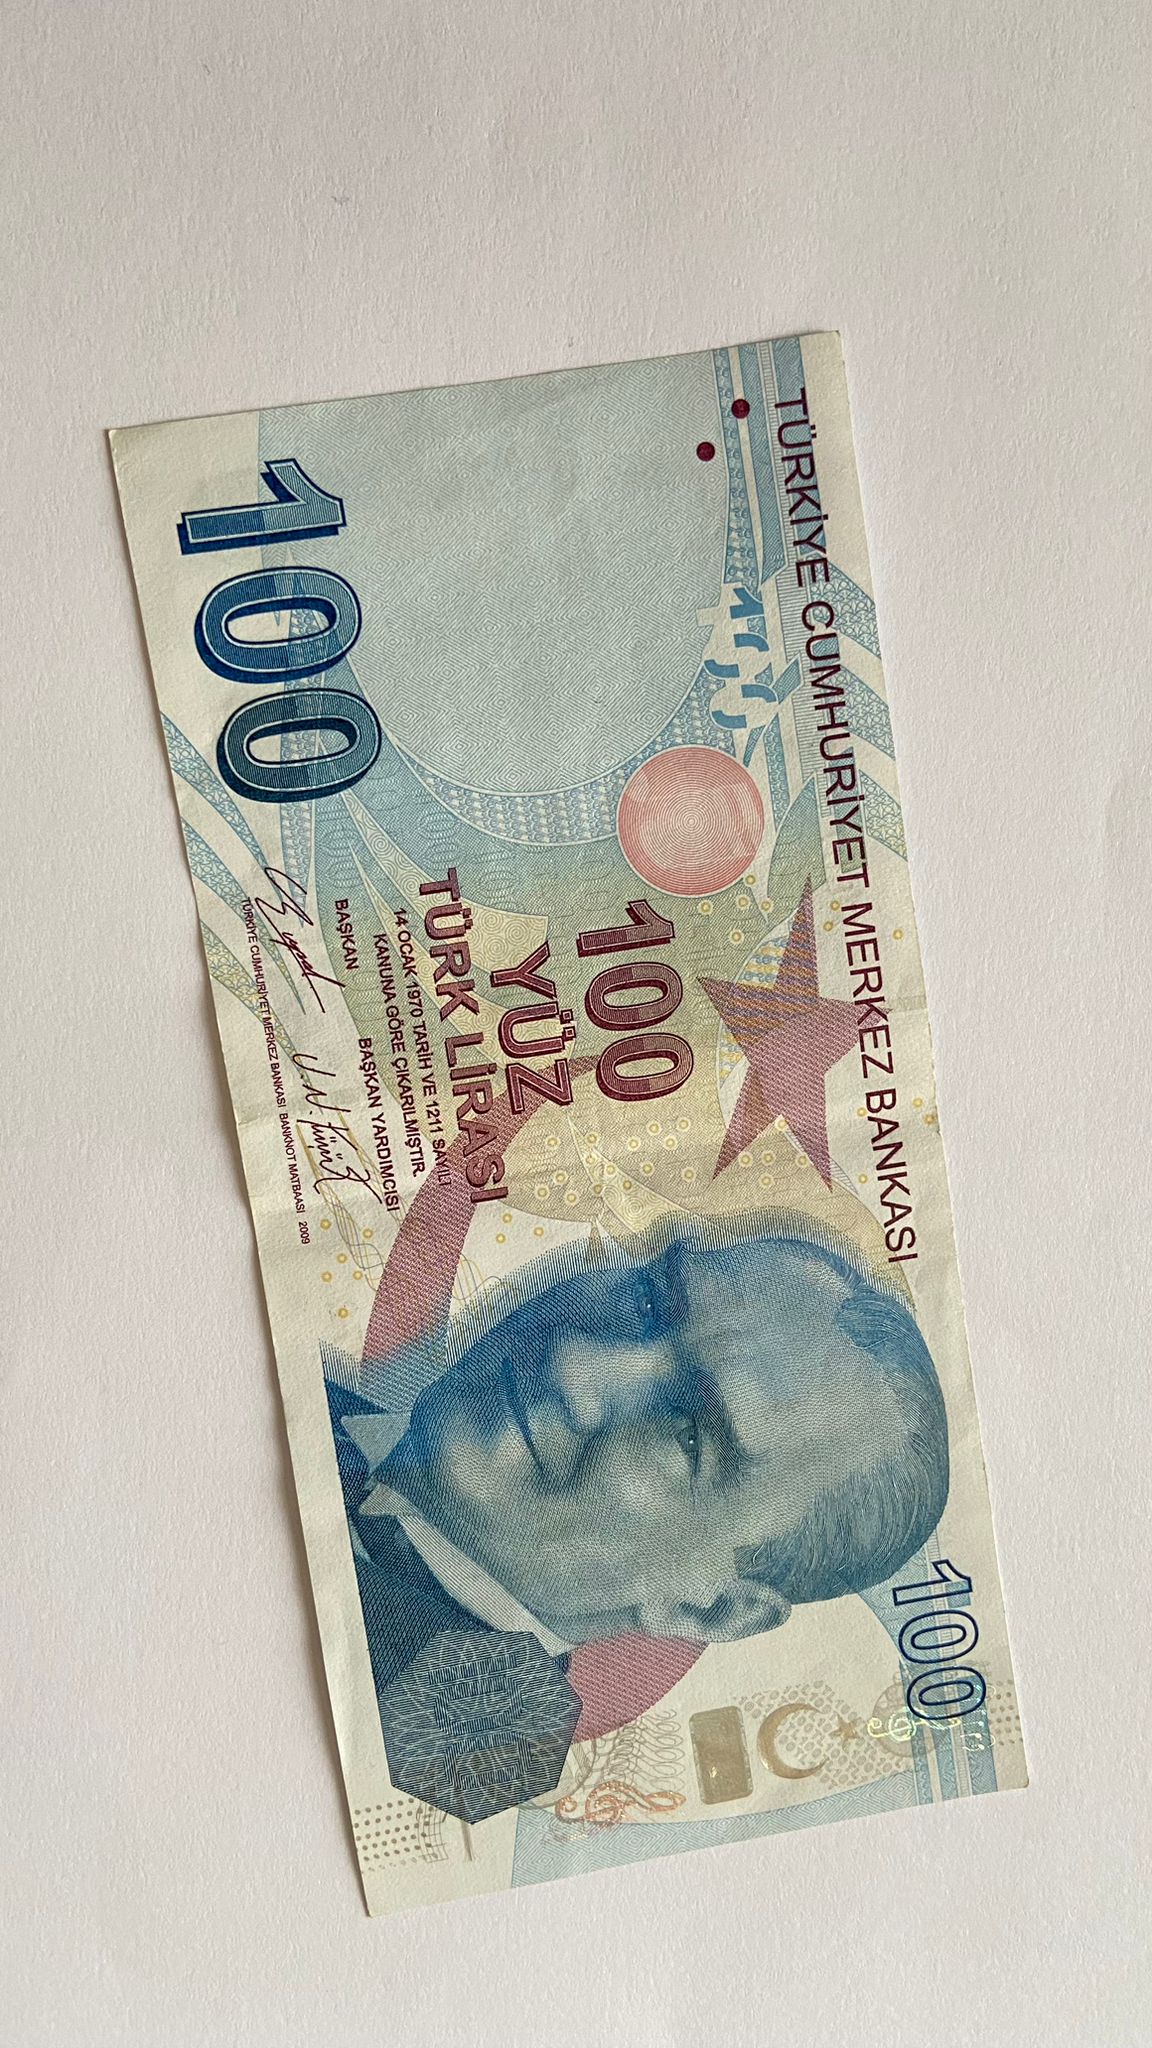 TÜRKİYE CUMHURİYET MERKEZ BANKASI
100
100
YÜZ
TÜRK LİRASI
14 OCAK 1970 TARİH VE 1211 SAYILI
KANUNA GÖRE ÇIKARILMIŞTIR.
BAŞKAN
BAŞKAN YARDIMCISI
100
TÜRKİYE CUMHURİYET MERKEZ BANKASI BANKNOT MATBAASI 2009